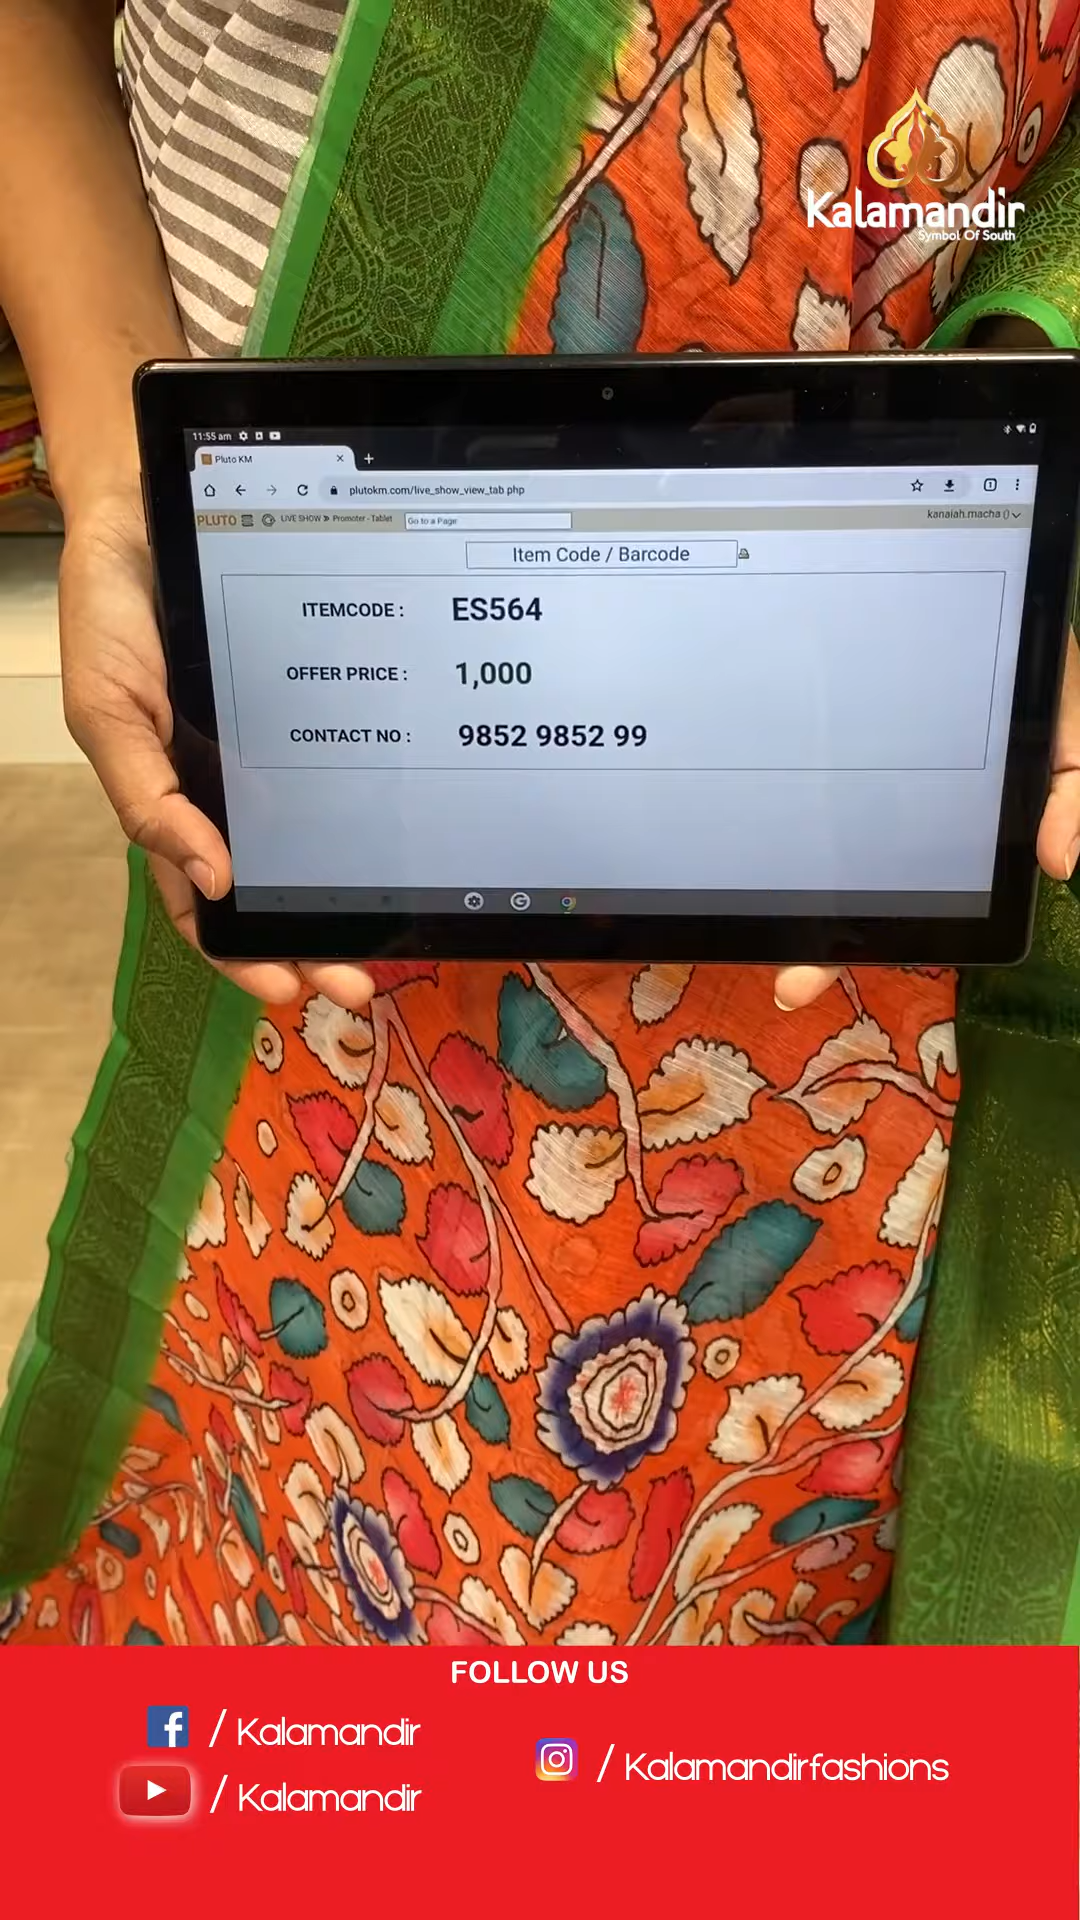 Kalamandir
Symbol Of South
11:55 am
Pluto KM
plutokm.com/live_show_view_tab php
PLUTO LIVE SHOW » Promoter - Tablet Go to a Page kanaiah.macha ()
Item Code / Barcode
ITEMCODE : ES564
OFFER PRICE : 1,000
CONTACT NO : 9852 9852 99
FOLLOW US
/ Kalamandir
/ Kalamandirfashions
/ Kalamandir